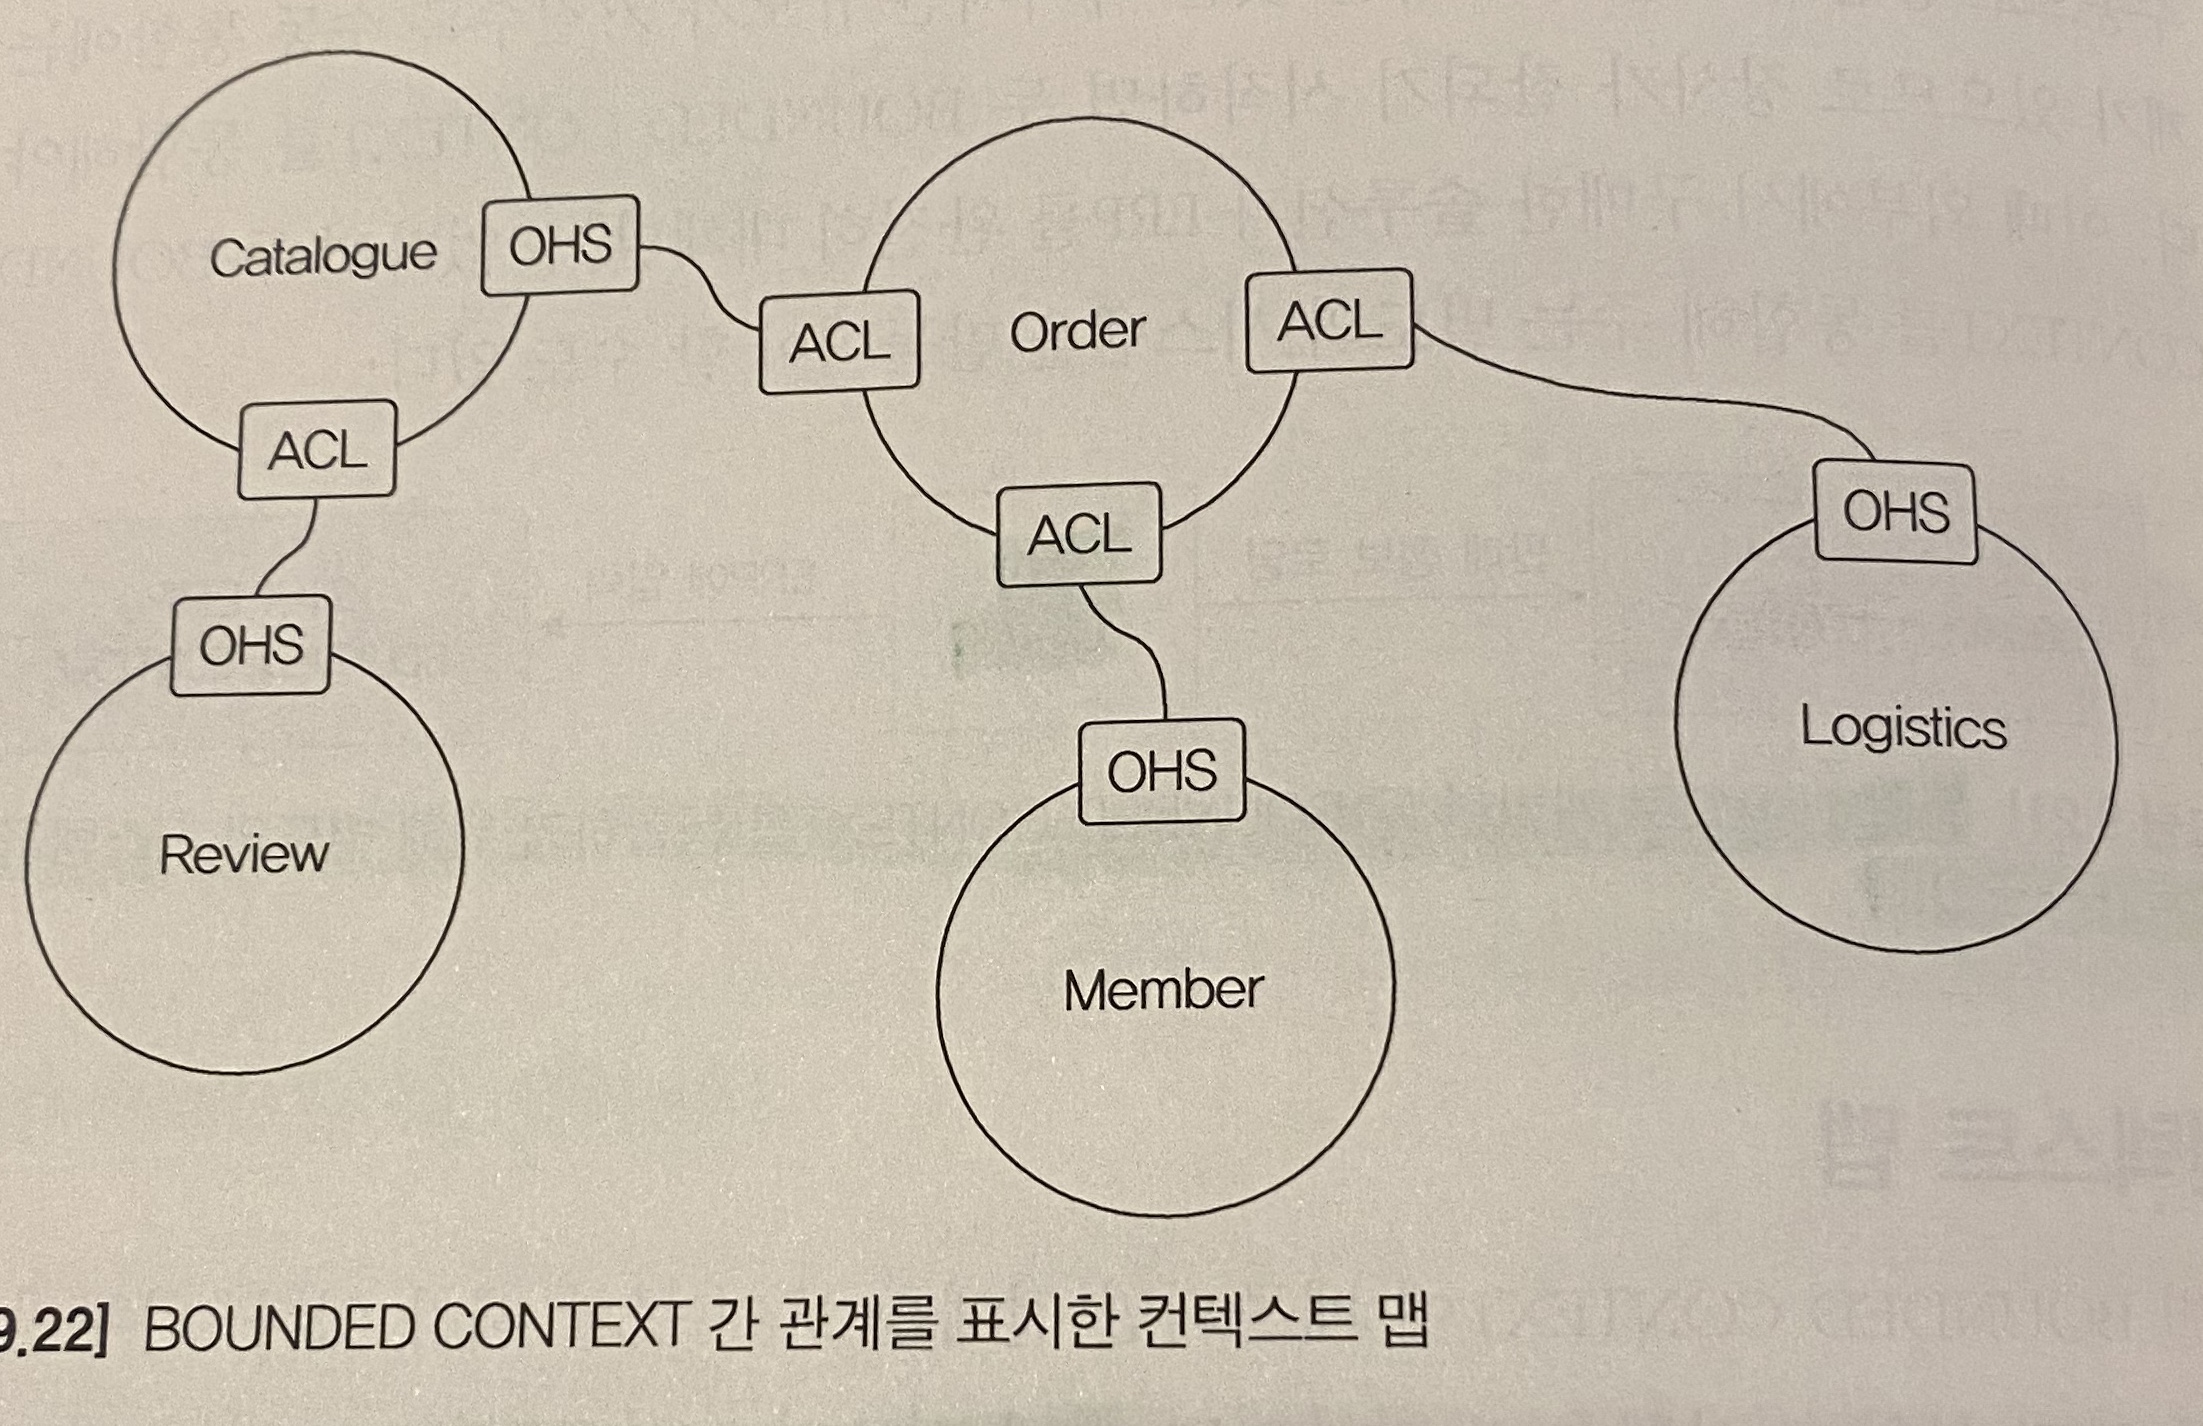 Catalogue
OHS
ACL
Order
ACL
ACL
ACL
OHS
OHS
Review
OHS
Logistics
Member
9.22] BOUNDED CONTEXT 간 관계를 표시한 컨텍스트 맵